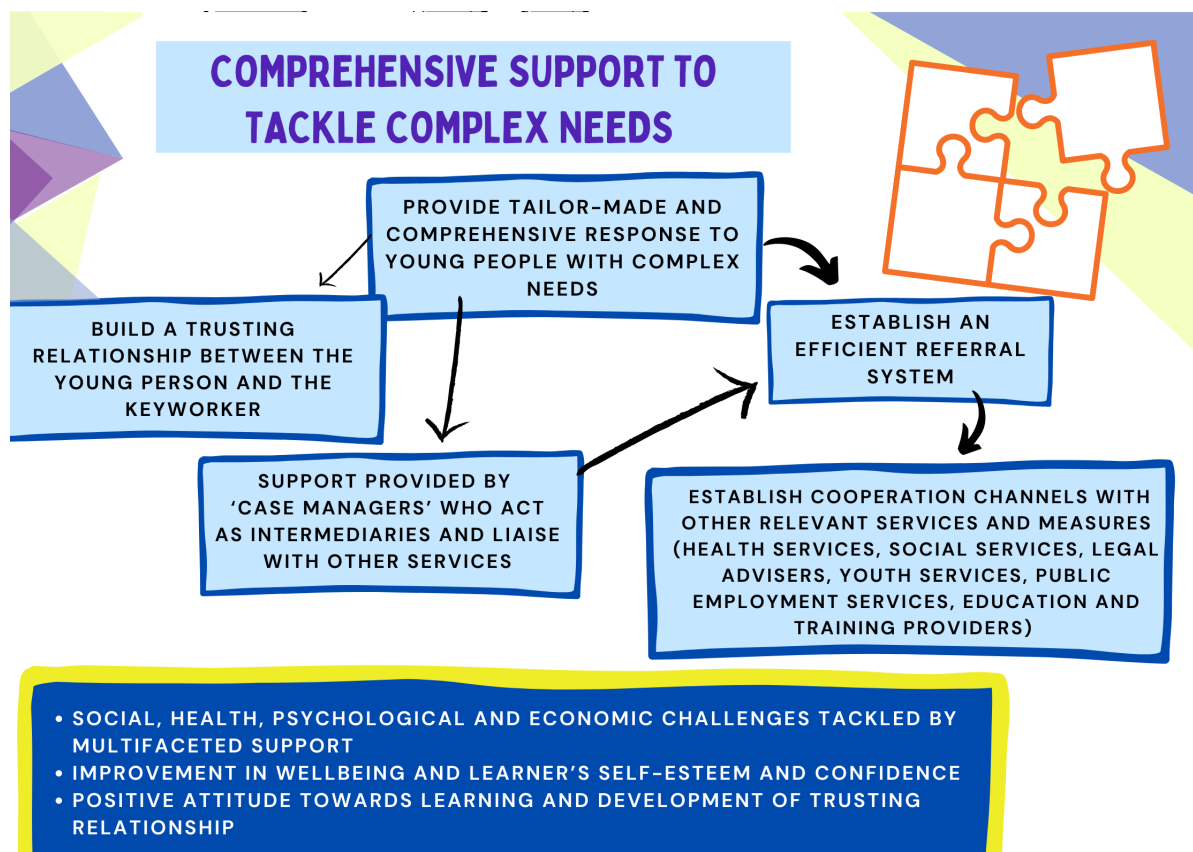 COMPREHENSIVE SUPPORT TO
TACKLE COMPLEX NEEDS
PROVIDE TAILOR-MADE AND
COMPREHENSIVE RESPONSE TO
YOUNG PEOPLE WITH COMPLEX
NEEDS
BUILD A TRUSTING
RELATIONSHIP BETWEEN THE
YOUNG PERSON AND THE
KEYWORKER
ESTABLISH AN
EFFICIENT REFERRAL
SYSTEM
SUPPORT PROVIDED BY
‘CASE MANAGERS’ WHO ACT
AS INTERMEDIARIES AND LIAISE
WITH OTHER SERVICES
ESTABLISH COOPERATION CHANNELS WITH
OTHER RELEVANT SERVICES AND MEASURES
(HEALTH SERVICES, SOCIAL SERVICES, LEGAL
ADVISERS, YOUTH SERVICES, PUBLIC
EMPLOYMENT SERVICES, EDUCATION AND
TRAINING PROVIDERS)
• SOCIAL, HEALTH, PSYCHOLOGICAL AND ECONOMIC CHALLENGES TACKLED BY
MULTIFACETED SUPPORT
• IMPROVEMENT IN WELLBEING AND LEARNER’S SELF-ESTEEM AND CONFIDENCE
• POSITIVE ATTITUDE TOWARDS LEARNING AND DEVELOPMENT OF TRUSTING
RELATIONSHIP